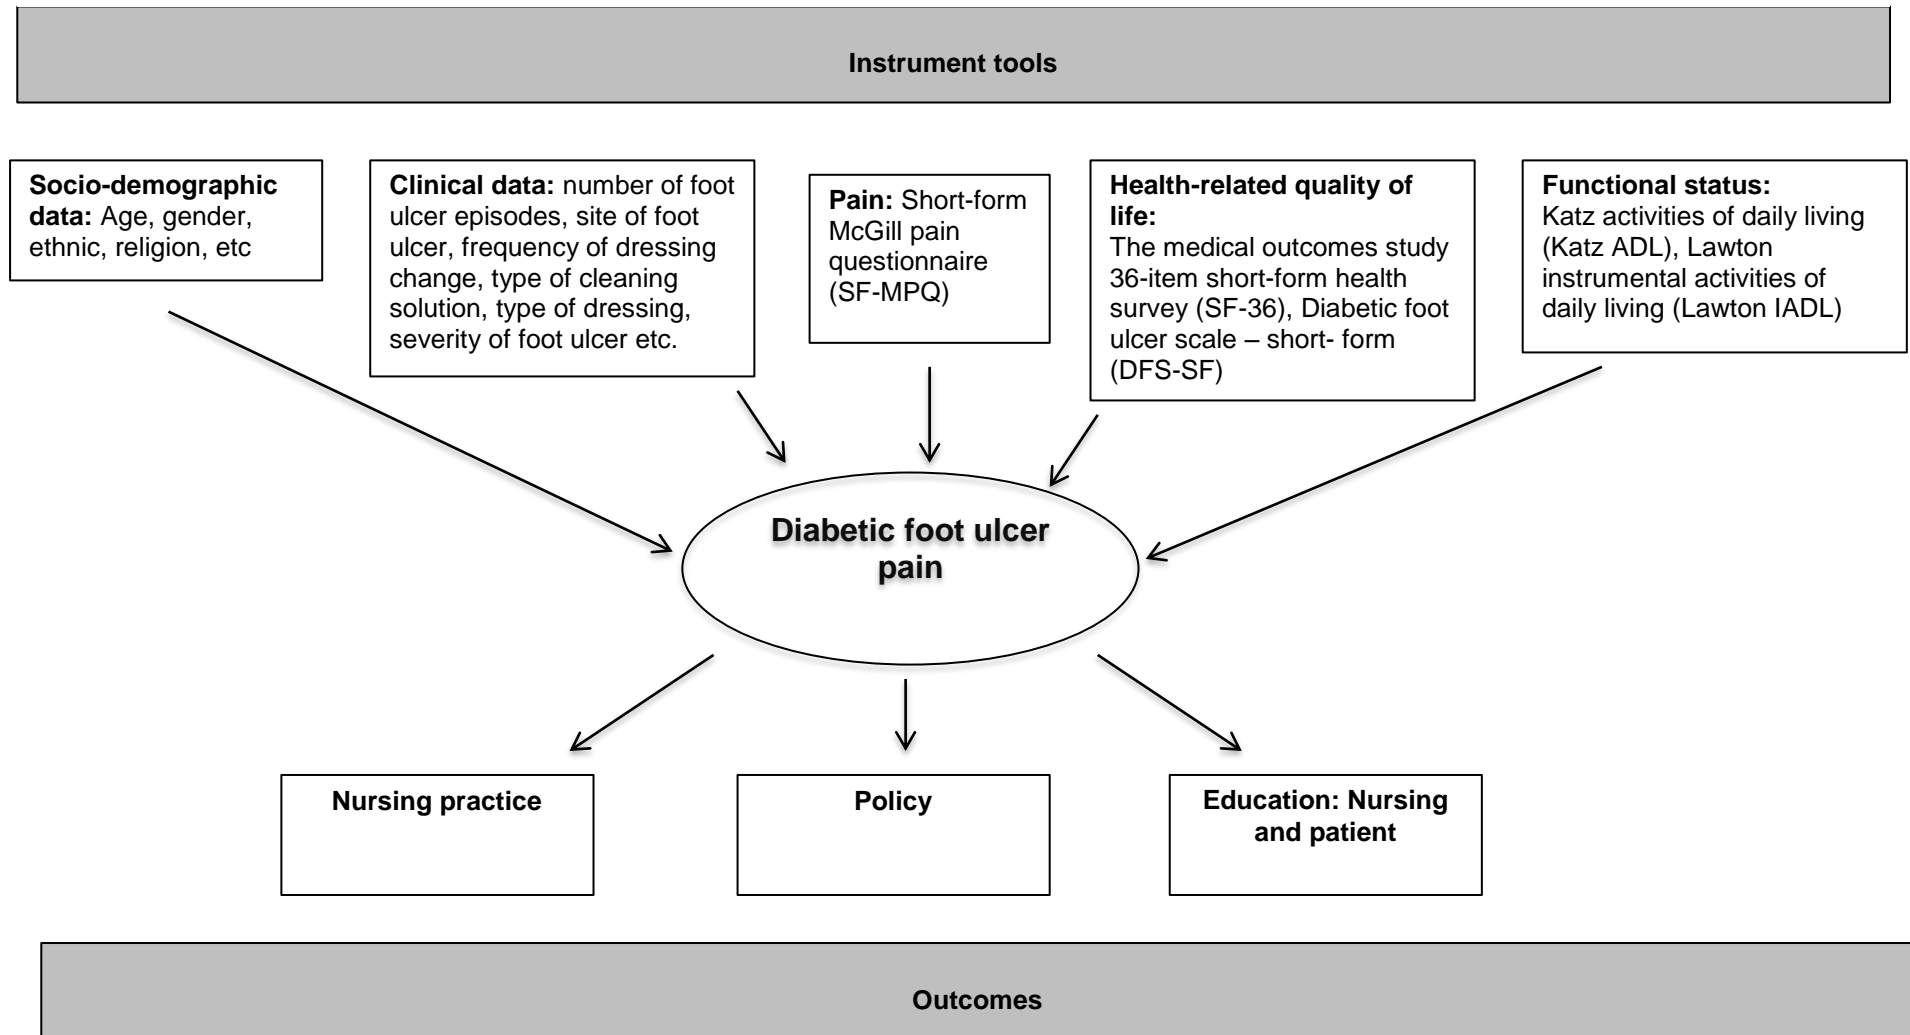 Instrument tools
Socio-demographic
data: Age, gender,
ethnic, religion, etc
Clinical data: number of foot
ulcer episodes, site of foot
ulcer, frequency of dressing
change, type of cleaning
solution, type of dressing,
severity of foot ulcer etc.
Pain: Short-form
McGill pain
questionnaire
(SF-MPQ)
Health-related quality of
life:
The medical outcomes study
36-item short-form health
survey (SF-36), Diabetic foot
ulcer scale – short- form
(DFS-SF)
Functional status:
Katz activities of daily living
(Katz ADL), Lawton
instrumental activities of
daily living (Lawton IADL)
Diabetic foot ulcer
pain
Nursing practice
Policy
Education: Nursing
and patient
Outcomes